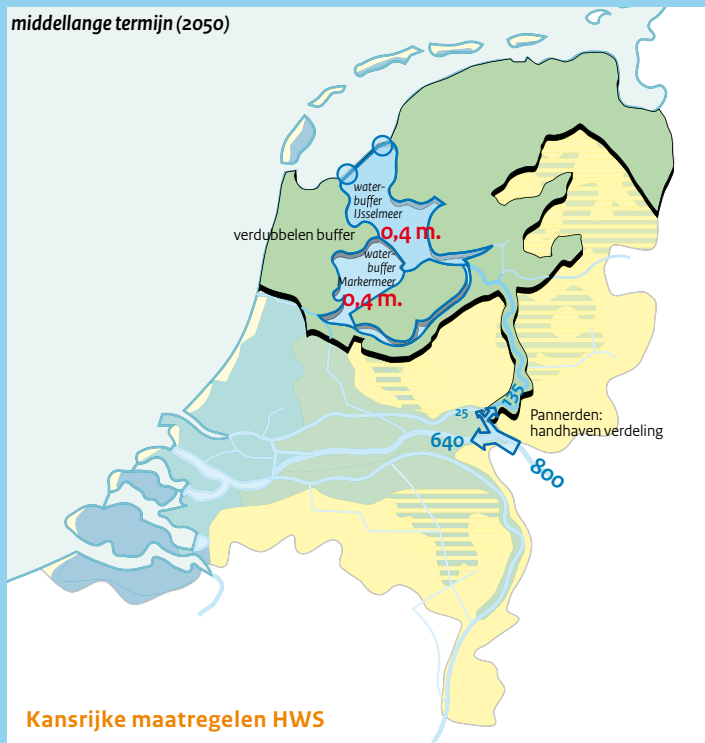 middellange termijn (2050)
water-
buffer
IJsselmeer
verdubbelen buffer
0,4 m.
water-
buffer
Markermeer
0,4 m.
135
25
Pannerden:
handhaven verdeling
640
800
Kansrijke maatregelen HWS